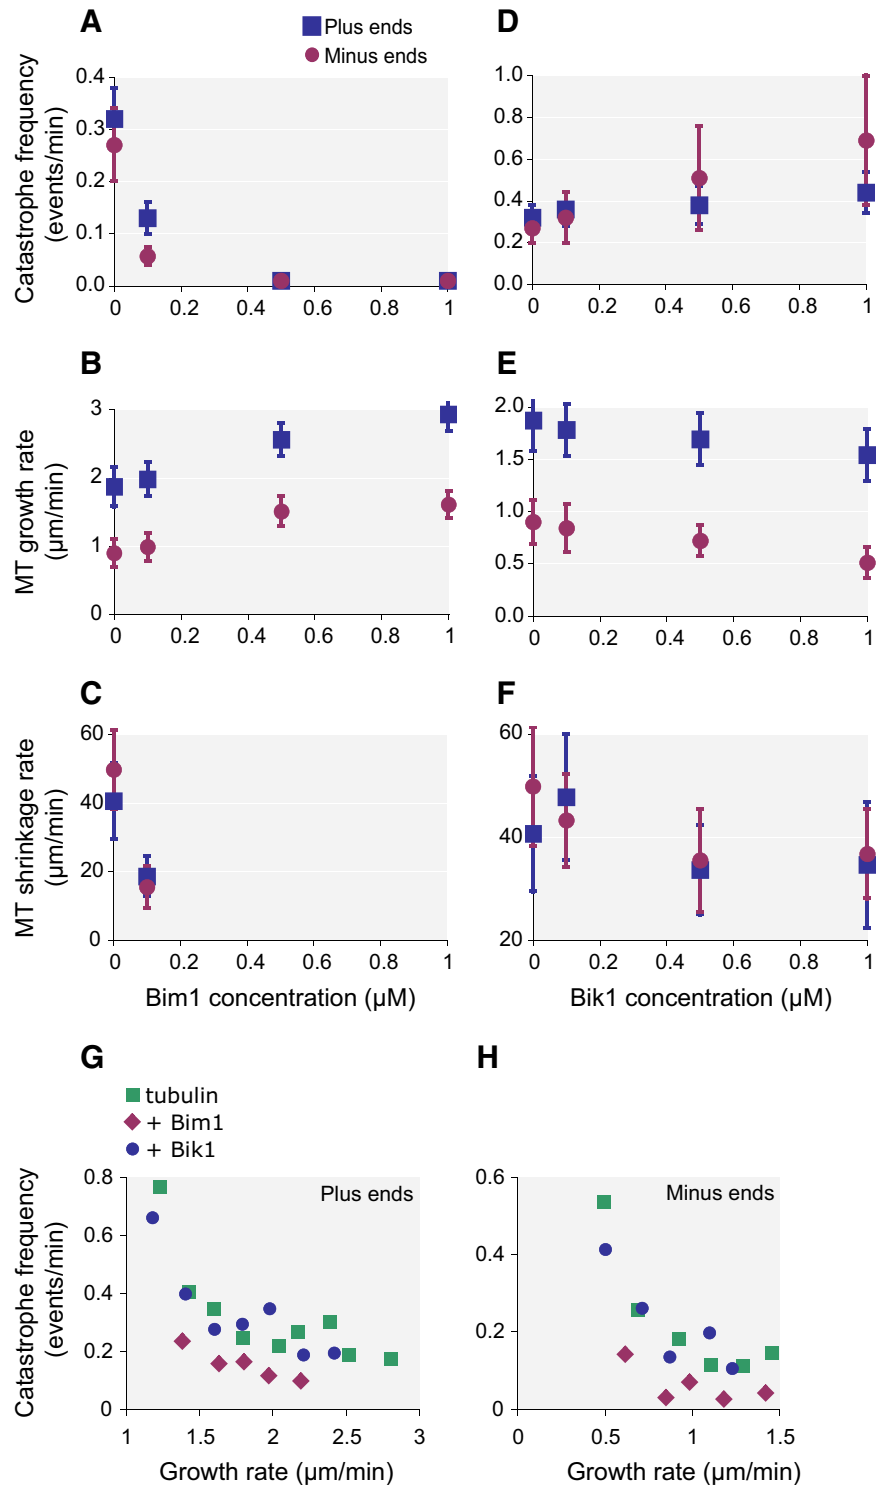 A
Plus ends
Minus ends
Catastrophe frequency
(events/min)
0.4
0.3
0.2
0.1
0.0
0 0.2 0.4 0.6 0.8 1
D
1.0
0.8
0.6
0.4
0.2
0.0
0 0.2 0.4 0.6 0.8 1
B
MT growth rate
(µm/min)
3
2
1
0
0 0.2 0.4 0.6 0.8 1
E
2.0
1.5
1.0
0.5
0.0
0 0.2 0.4 0.6 0.8 1
C
MT shrinkage rate
(µm/min)
60
40
20
0
0 0.2 0.4 0.6 0.8 1
Bim1 concentration (µM)
F
60
40
20
0 0.2 0.4 0.6 0.8 1
Bik1 concentration (µM)
G
tubulin
+ Bim1
+ Bik1
Catastrophe frequency
(events/min)
Plus ends
0.8
0.6
0.4
0.2
0
1 1.5 2 2.5 3
Growth rate (µm/min)
H
Minus ends
0.6
0.4
0.2
0
0 0.5 1 1.5
Growth rate (µm/min)